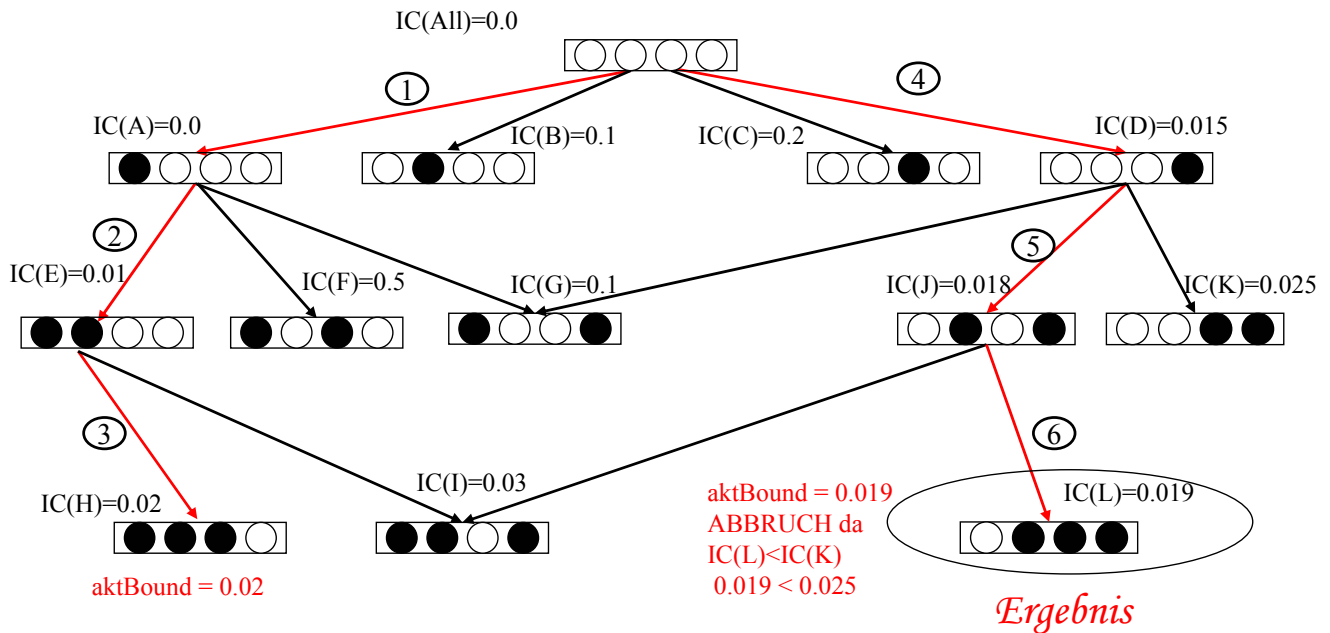 IC(All)=0.0
1
4
IC(A)=0.0
IC(B)=0.1
IC(C)=0.2
IC(D)=0.015
2
5
IC(E)=0.01
IC(F)=0.5
IC(G)=0.1
IC(J)=0.018
IC(K)=0.025
3
6
IC(H)=0.02
IC(I)=0.03
IC(L)=0.019
aktBound = 0.02
aktBound = 0.019
ABBRUCH da
IC(L)<IC(K)
0.019 < 0.025
Ergebnis